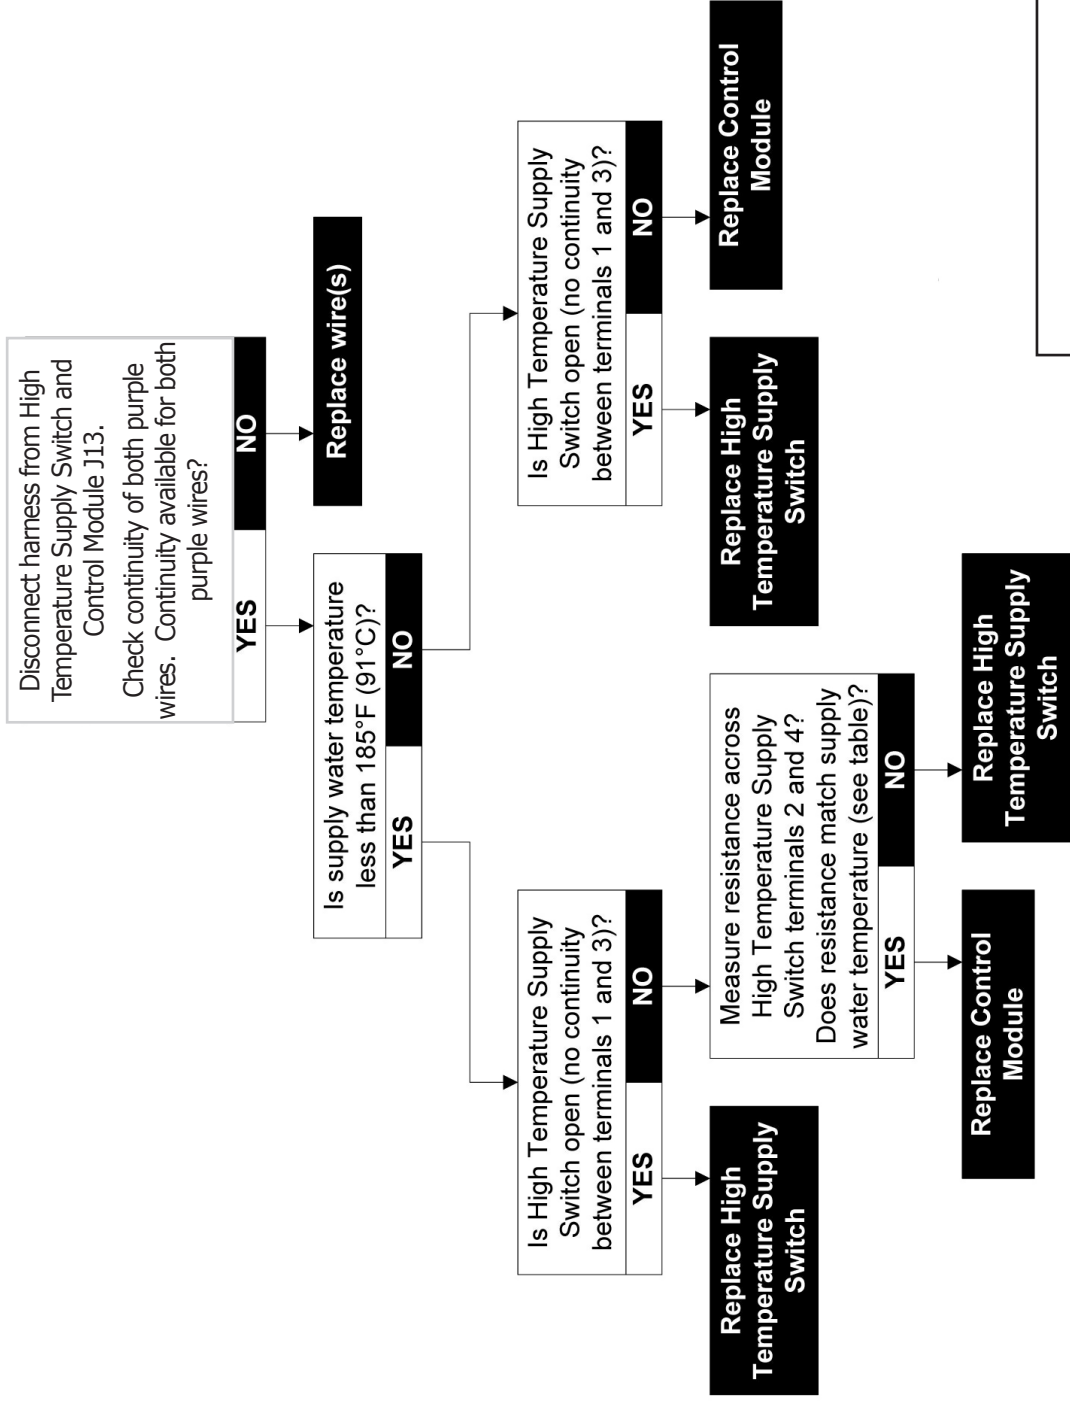 Disconnect harness from High
Temperature Supply Switch and
Control Module J13.
Check continuity of both purple
wires. Continuity available for both
purple wires?
YES
NO
Replace wire(s)
Is supply water temperature
less than 185°F (91°C)?
YES
NO
Is High Temperature Supply
Switch open (no continuity
between terminals 1 and 3)?
YES
NO
Is High Temperature Supply
Switch open (no continuity
between terminals 1 and 3)?
YES
NO
Replace High
Temperature Supply
Switch
Measure resistance across
High Temperature Supply
Switch terminals 2 and 4?
Does resistance match supply
water temperature (see table)?
YES
NO
Replace High
Temperature Supply
Switch
Replace Control
Module
Replace Control
Module
Replace High
Temperature Supply
Switch